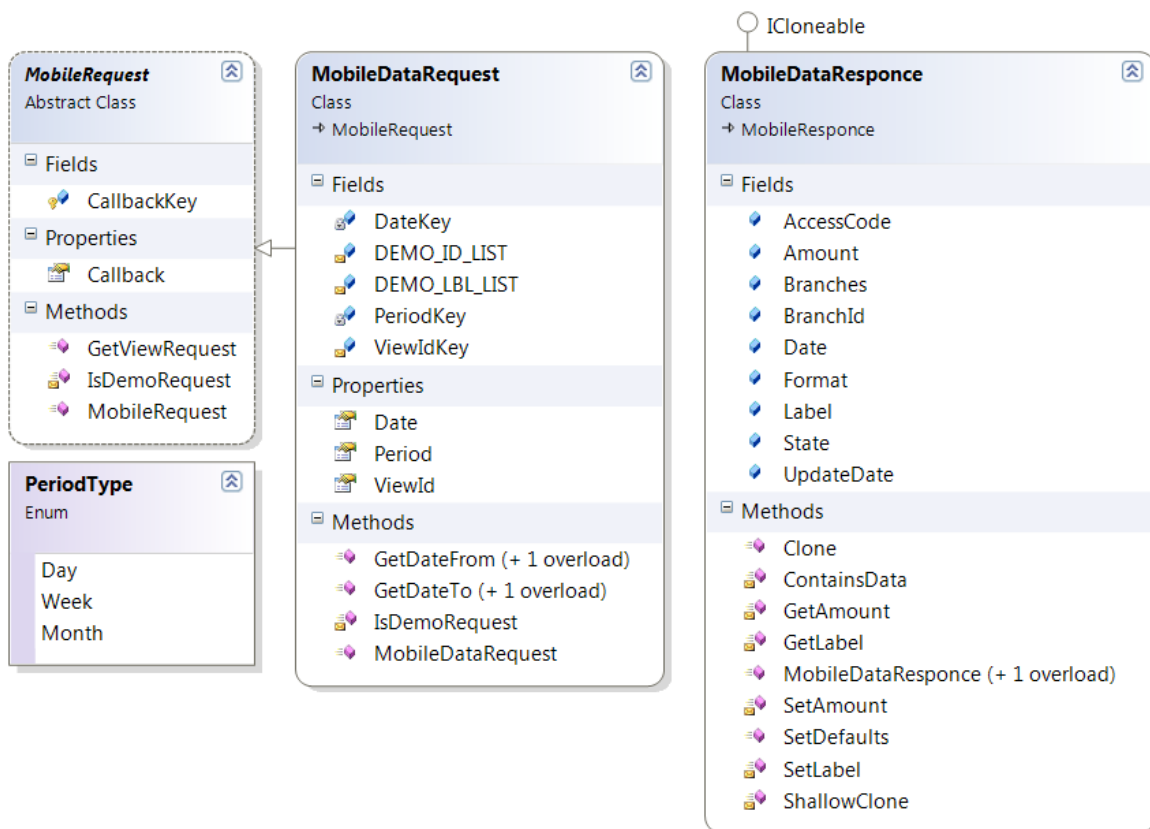 MobileRequest
Abstract Class
Fields
CallbackKey
Properties
Callback
Methods
GetViewRequest
IsDemoRequest
MobileRequest
PeriodType
Enum
Day
Week
Month
MobileDataRequest
Class
MobileRequest
Fields
DateKey
DEMO_ID_LIST
DEMO_LBL_LIST
PeriodKey
ViewIdKey
Properties
Date
Period
ViewId
Methods
GetDateFrom (+ 1 overload)
GetDateTo (+ 1 overload)
IsDemoRequest
MobileDataRequest
ICloneable
MobileDataResponce
Class
MobileResponce
Fields
AccessCode
Amount
Branches
BranchId
Date
Format
Label
State
UpdateDate
Methods
Clone
ContainsData
GetAmount
GetLabel
MobileDataResponce (+ 1 overload)
SetAmount
SetDefaults
SetLabel
ShallowClone